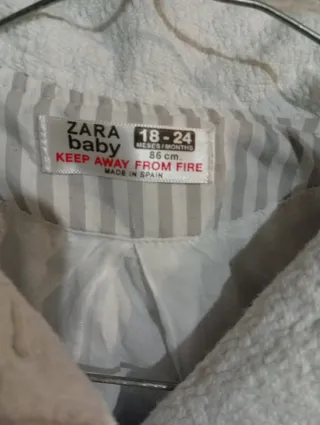 ZARA
baby
18 - 24
MESES / MONTHS
86 cm.
KEEP AWAY FROM FIRE
MADE IN SPAIN